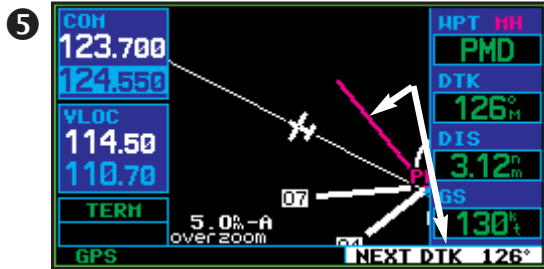 5
COM
123.700
124.550
VLOC
114.50
110.70
TERM
GPS
5.0nm-A
overzoom
07
WPT MH
PMD
DTK
126°M
DIS
3.12nm
GS
130kt
NEXT DTK 126°